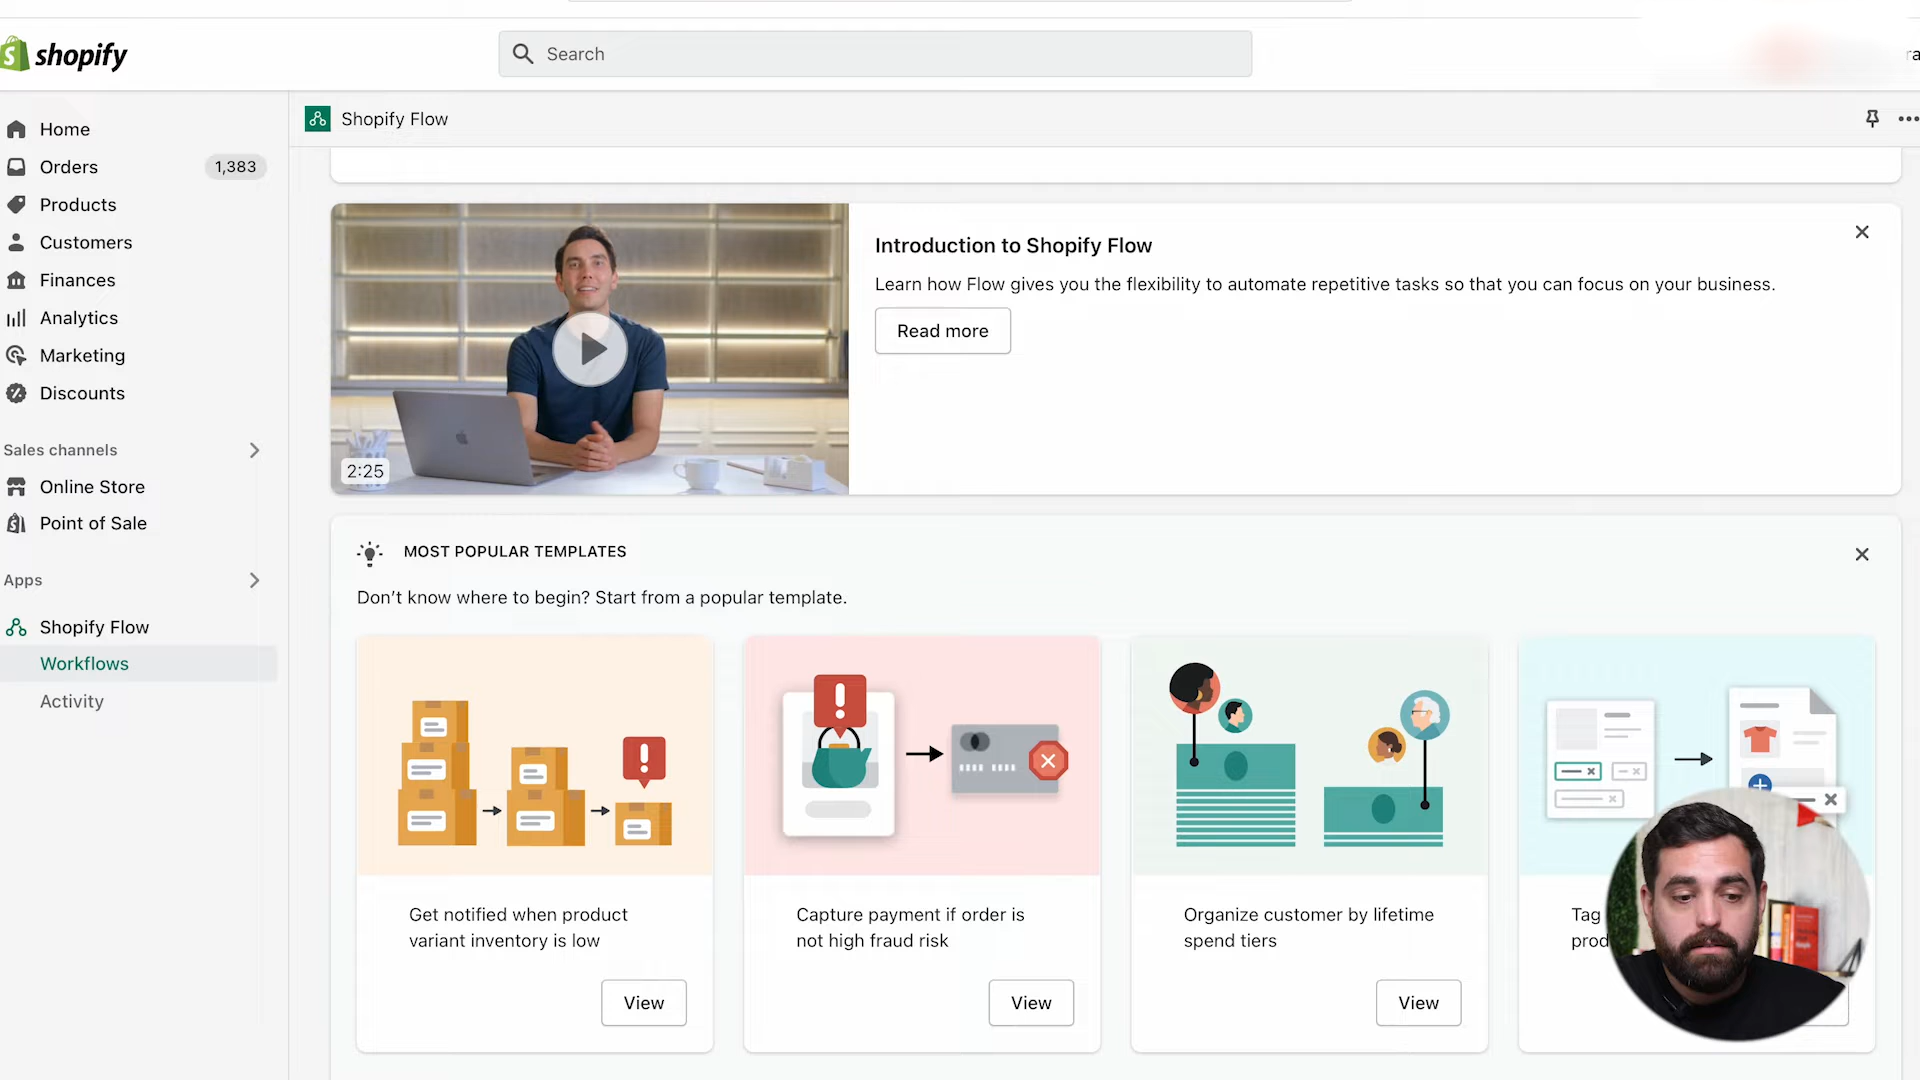 shopify
Search
Shopify Flow
Home
Orders 1,383
Products
Customers
Finances
Analytics
Marketing
Discounts
Sales channels
Online Store
Point of Sale
Apps
Shopify Flow
Workflows
Activity
Introduction to Shopify Flow
Learn how Flow gives you the flexibility to automate repetitive tasks so that you can focus on your business.
Read more
2:25
MOST POPULAR TEMPLATES
Don’t know where to begin? Start from a popular template.
Get notified when product
variant inventory is low
View
Capture payment if order is
not high fraud risk
View
Organize customer by lifetime
spend tiers
View
Tag